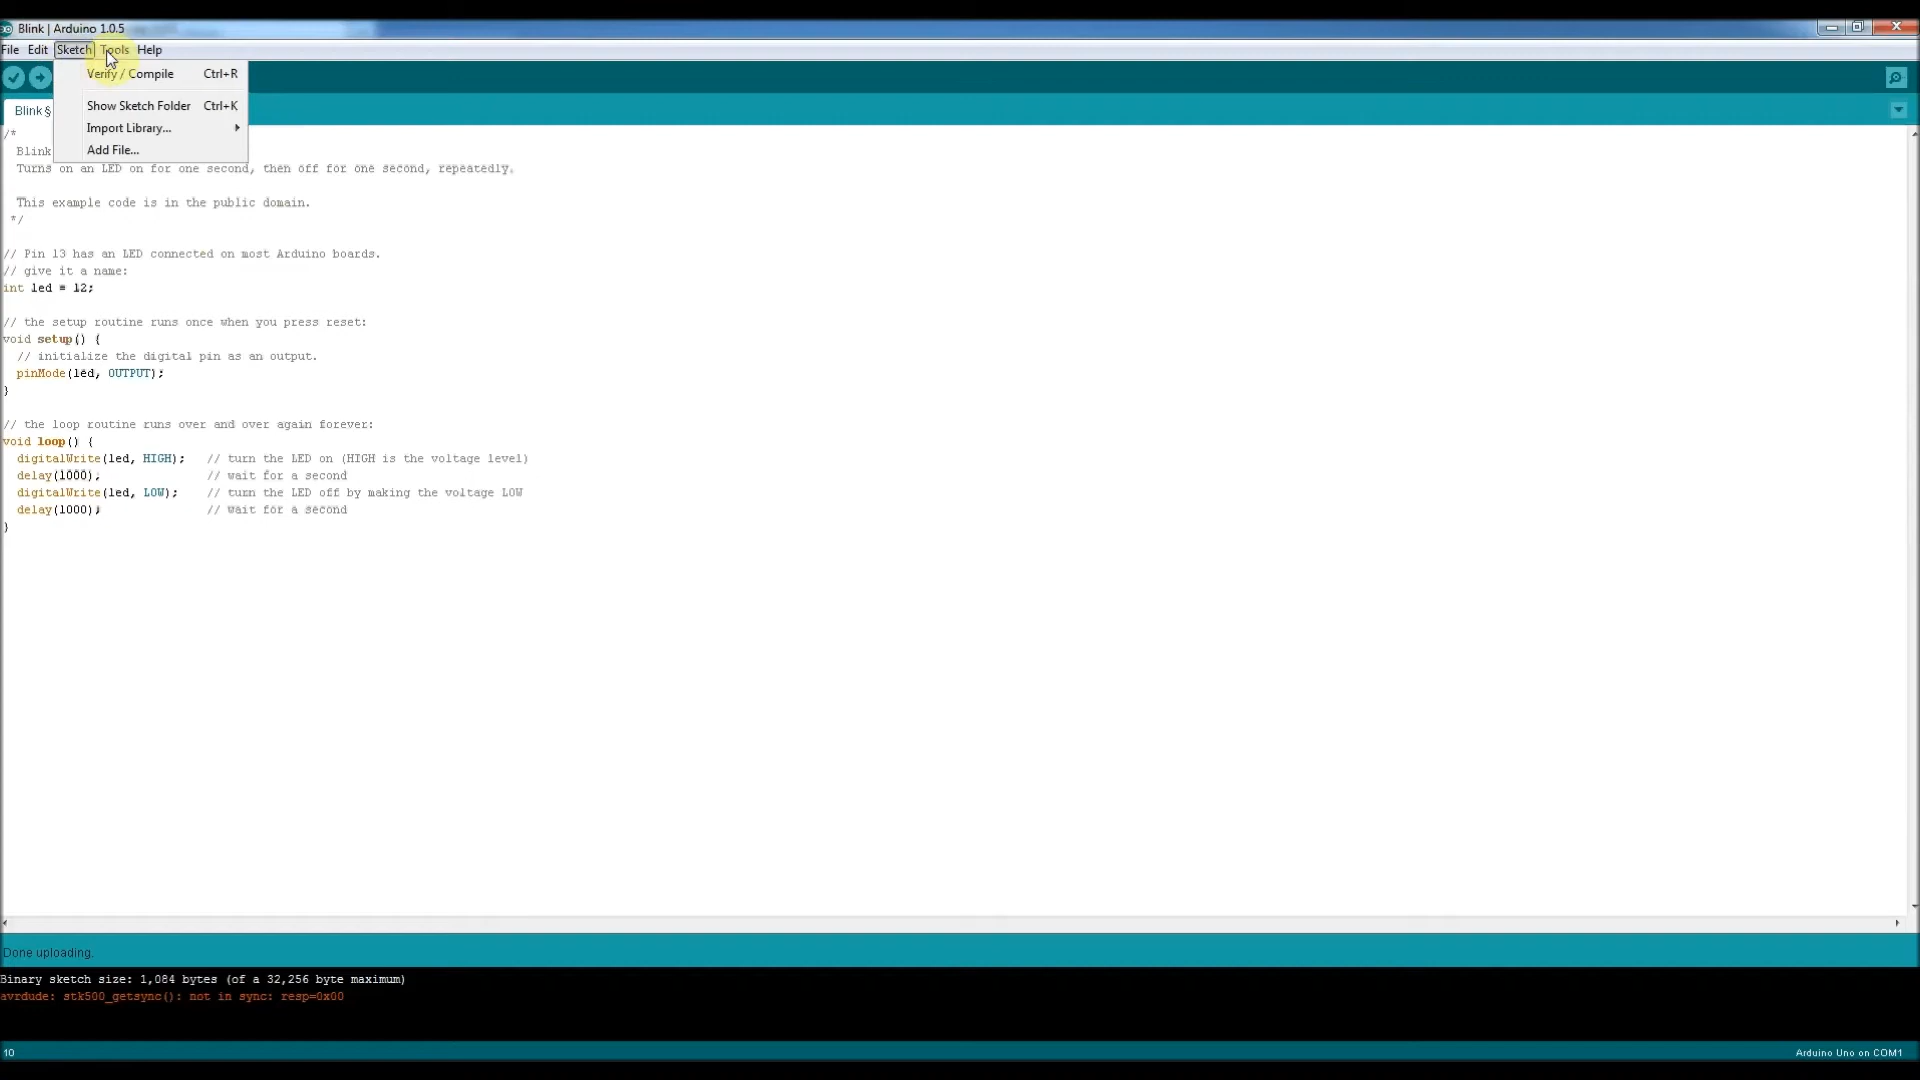 Blink | Arduino 1.0.5
File Edit Sketch Tools Help
Verify / Compile Ctrl+R
Show Sketch Folder Ctrl+K
Import Library...
Add File...
Blink §
/*
Blink
Turns on an LED on for one second, then off for one second, repeatedly.
This example code is in the public domain.
*/
// Pin 13 has an LED connected on most Arduino boards.
// give it a name:
int led = 12;
// the setup routine runs once when you press reset:
void setup() {
// initialize the digital pin as an output.
pinMode(led, OUTPUT);
}
// the loop routine runs over and over again forever:
void loop() {
digitalWrite(led, HIGH); // turn the LED on (HIGH is the voltage level)
delay(1000); // wait for a second
digitalWrite(led, LOW); // turn the LED off by making the voltage LOW
delay(1000); // wait for a second
}
Done uploading.
Binary sketch size: 1,084 bytes (of a 32,256 byte maximum)
avrdude: stk500_getsync(): not in sync: resp=0x00
10
Arduino Uno on COM1